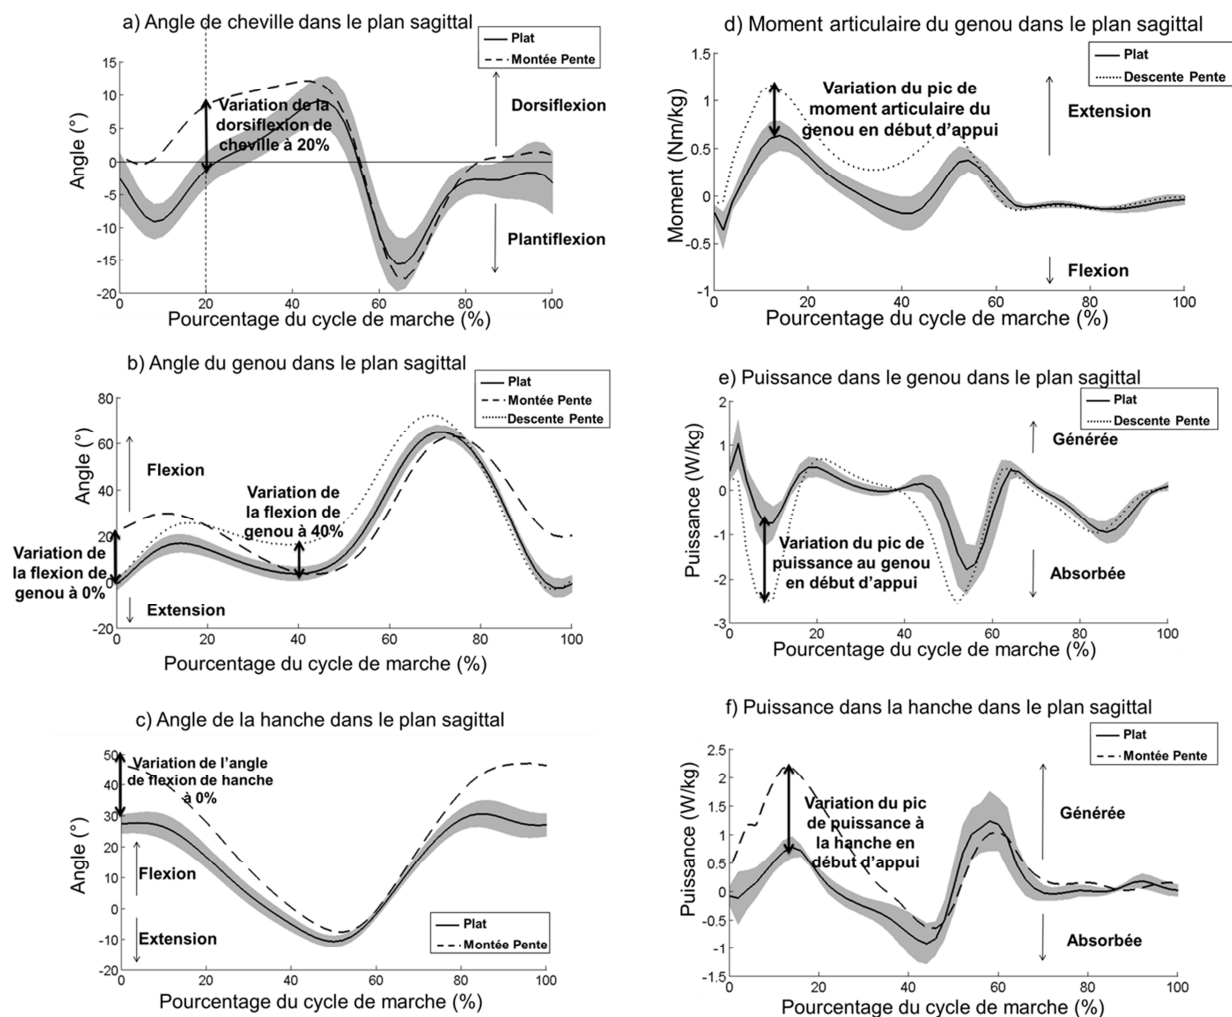 a) Angle de cheville dans le plan sagittal
Plat
Montée Pente
15
10
5
0
-5
-10
-15
-20
Angle (°)
Variation de la
dorsiflexion de
cheville à 20%
Dorsiflexion
Plantiflexion
0
20
40
60
80
100
Pourcentage du cycle de marche (%)
b) Angle du genou dans le plan sagittal
Plat
Montée Pente
Descente Pente
80
60
40
20
0
-20
Angle (°)
Flexion
Extension
Variation de
la flexion de
genou à 0%
Variation de
la flexion de
genou à 40%
0
20
40
60
80
100
Pourcentage du cycle de marche (%)
c) Angle de la hanche dans le plan sagittal
50
40
30
20
10
0
-10
-20
Angle (°)
Variation de l'angle
de flexion de hanche
à 0%
Flexion
Extension
Plat
Montée Pente
0
20
40
60
80
100
Pourcentage du cycle de marche (%)
d) Moment articulaire du genou dans le plan sagittal
Plat
Descente Pente
1.5
1
0.5
0
-0.5
-1
Moment (Nm/kg)
Variation du pic de
moment articulaire du
genou en début d'appui
Extension
Flexion
0
20
40
60
80
100
Pourcentage du cycle de marche (%)
e) Puissance dans le genou dans le plan sagittal
Plat
Descente Pente
2
1
0
-1
-2
-3
Puissance (W/kg)
Générée
Absorbée
Variation du pic de
puissance au genou
en début d'appui
0
20
40
60
80
100
Pourcentage du cycle de marche (%)
f) Puissance dans la hanche dans le plan sagittal
Plat
Montée Pente
2.5
2
1.5
1
0.5
0
-0.5
-1
-1.5
Puissance (W/kg)
Variation du pic
de puissance à
la hanche en
début d'appui
Générée
Absorbée
0
20
40
60
80
100
Pourcentage du cycle de marche (%)